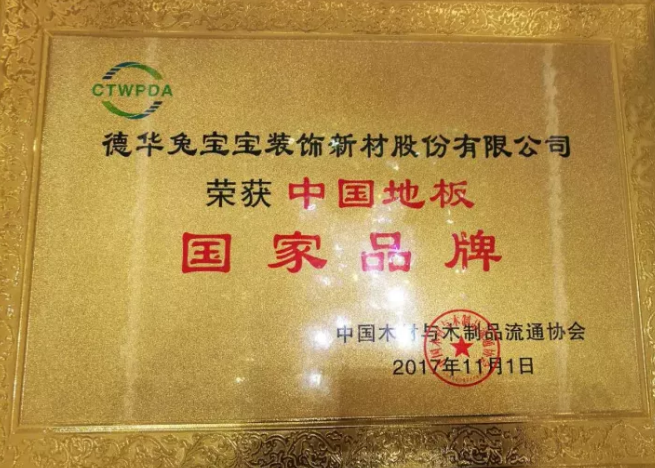 CTWPDA
德华兔宝宝装饰新材股份有限公司
荣获 中国地板
国家品牌
中国木材与木制品流通协会
2017年11月1日